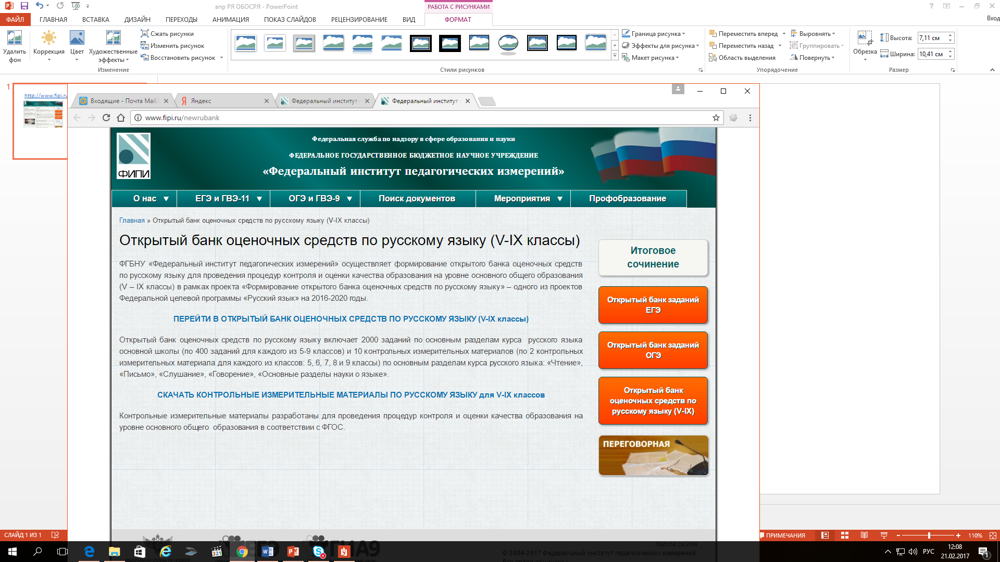 впр РЯ ОБОСРЯ - PowerPoint
РАБОТА С РИСУНКАМИ
ФАЙЛ
ГЛАВНАЯ
ВСТАВКА
ДИЗАЙН
ПЕРЕХОДЫ
АНИМАЦИЯ
ПОКАЗ СЛАЙДОВ
РЕЦЕНЗИРОВАНИЕ
ВИД
ФОРМАТ
Вход
Удалить фон
Коррекция
Цвет
Художественные эффекты
Сжать рисунки
Изменить рисунок
Восстановить рисунок
Изменение
Стили рисунков
Граница рисунка
Эффекты для рисунка
Макет рисунка
Переместить вперед
Переместить назад
Область выделения
Выровнять
Группировать
Повернуть
Упорядочение
Обрезка
Высота: 7,11 см
Ширина: 10,41 см
Размер
1
http://www.fipi.ru
Входящие - Почта Mail.
Яндекс
Федеральный институт
Федеральный институт
www.fipi.ru/newrubank
ФИПИ
Федеральная служба по надзору в сфере образования и науки
ФЕДЕРАЛЬНОЕ ГОСУДАРСТВЕННОЕ БЮДЖЕТНОЕ НАУЧНОЕ УЧРЕЖДЕНИЕ
«Федеральный институт педагогических измерений»
О нас
ЕГЭ и ГВЭ-11
ОГЭ и ГВЭ-9
Поиск документов
Мероприятия
Профобразование
Главная » Открытый банк оценочных средств по русскому языку (V-IX классы)
Открытый банк оценочных средств по русскому языку (V-IX классы)
ФГБНУ «Федеральный институт педагогических измерений» осуществляет формирование открытого банка оценочных средств
по русскому языку для проведения процедур контроля и оценки качества образования на уровне основного общего образования
(V – IX классы) в рамках проекта «Формирование открытого банка оценочных средств по русскому языку» – одного из проектов
Федеральной целевой программы «Русский язык» на 2016-2020 годы.
ПЕРЕЙТИ В ОТКРЫТЫЙ БАНК ОЦЕНОЧНЫХ СРЕДСТВ ПО РУССКОМУ ЯЗЫКУ (V-IX классы)
Открытый банк оценочных средств по русскому языку включает 2000 заданий по основным разделам курса русского языка
основной школы (по 400 заданий для каждого из 5-9 классов) и 10 контрольных измерительных материалов (по 2 контрольных
измерительных материала для каждого из классов: 5, 6, 7, 8 и 9 классы) по основным разделам курса русского языка: «Чтение»,
«Письмо», «Слушание», «Говорение», «Основные разделы науки о языке».
СКАЧАТЬ КОНТРОЛЬНЫЕ ИЗМЕРИТЕЛЬНЫЕ МАТЕРИАЛЫ ПО РУССКОМУ ЯЗЫКУ для V-IX классов
Контрольные измерительные материалы разработаны для проведения процедур контроля и оценки качества образования на
уровне основного общего образования в соответствии с ФГОС.
Итоговое
сочинение
Открытый банк заданий
ЕГЭ
Открытый банк заданий
ОГЭ
Открытый банк
оценочных средств по
русскому языку (V-IX)
ПЕРЕГОВОРНАЯ
Карта сайта
© 2004-2017 Федеральный институт педагогических измерений.
СЛАЙД 1 ИЗ 1
ПРИМЕЧАНИЯ
110%
РУС
12:08
21.02.2017
1